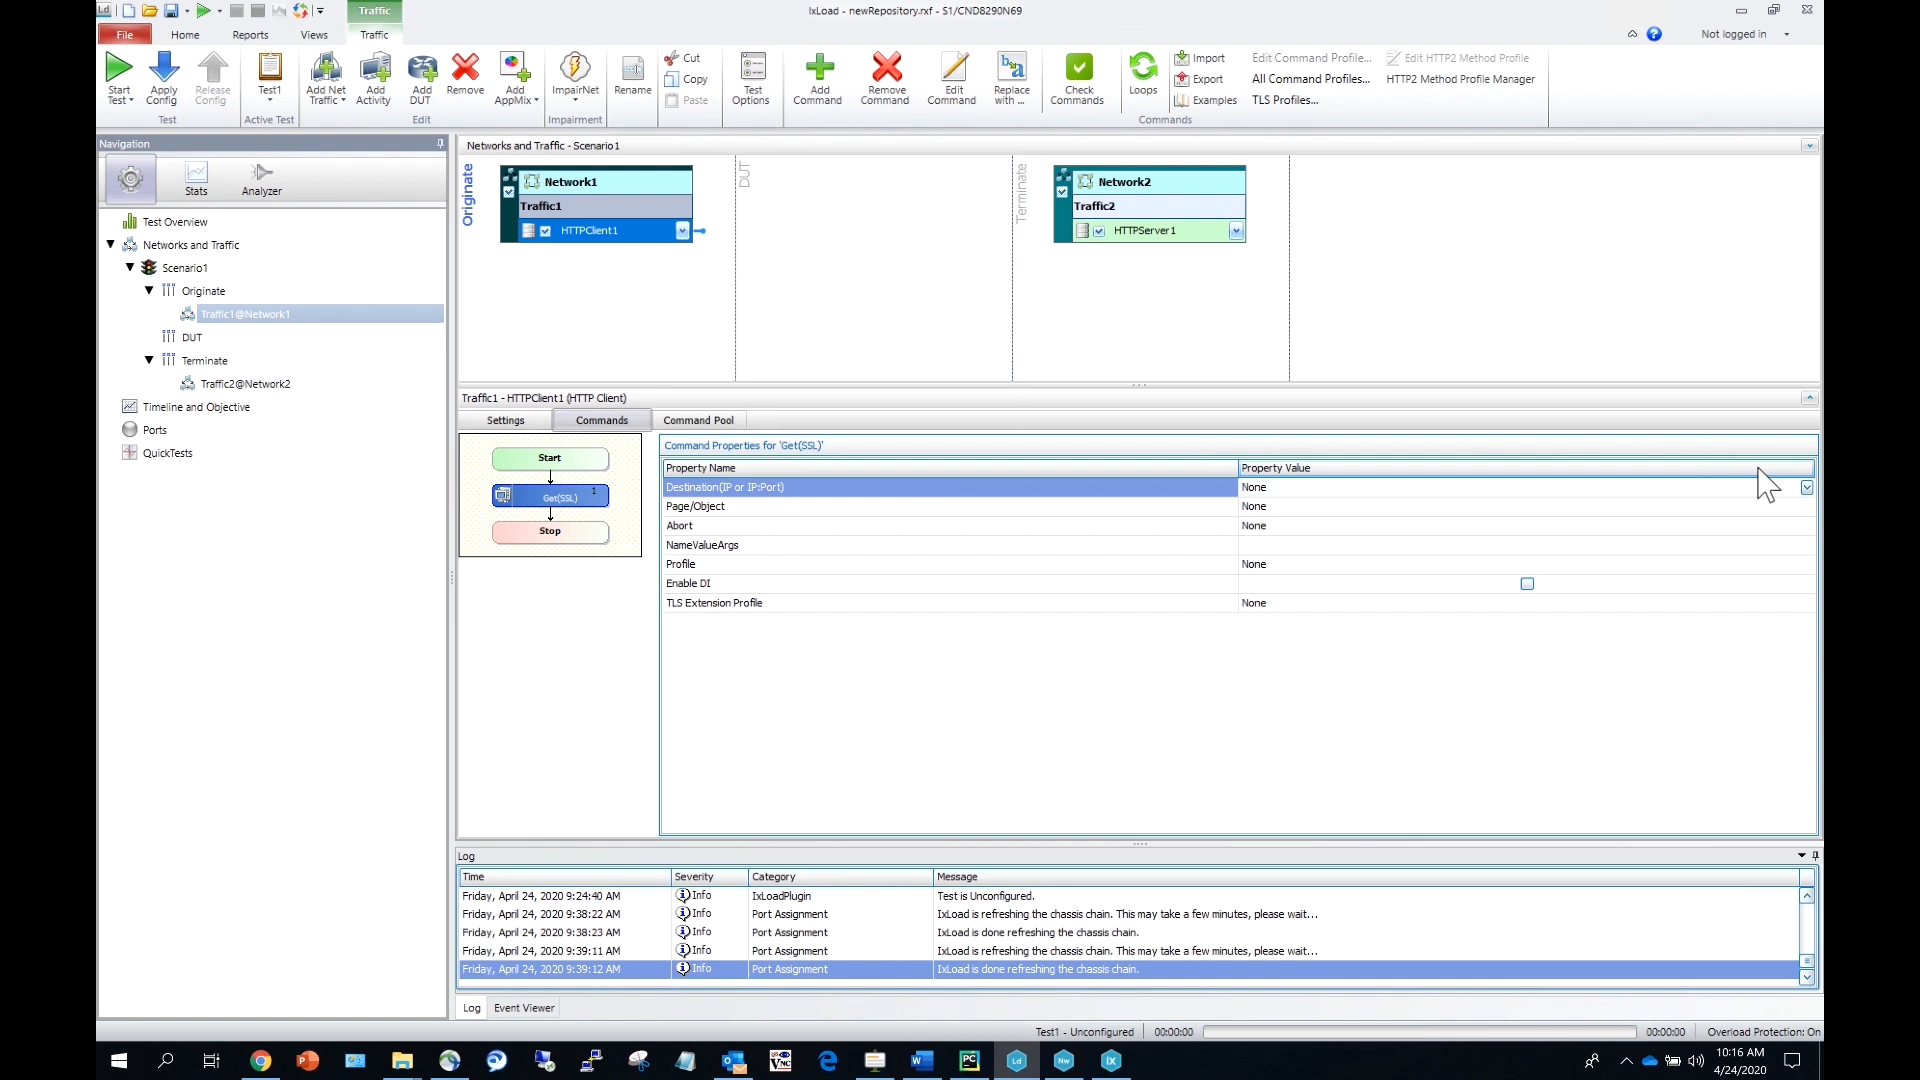 Ld
Traffic
IxLoad - newRepository.rxf - S1/CND8290N69
File
Home
Reports
Views
Traffic
Not logged in
Start Test
Apply Config
Release Config
Test
Test1
Active Test
Add Net Traffic
Add Activity
Add DUT
Remove
Add AppMix
Edit
ImpairNet
Impairment
Rename
Cut
Copy
Paste
Test Options
Add Command
Remove Command
Edit Command
Replace with ...
Check Commands
Loops
Import
Export
Examples
Edit Command Profile...
All Command Profiles...
TLS Profiles...
Edit HTTP2 Method Profile
HTTP2 Method Profile Manager
Commands
Navigation
Stats
Analyzer
Test Overview
Networks and Traffic
Scenario1
Originate
Traffic1@Network1
DUT
Terminate
Traffic2@Network2
Timeline and Objective
Ports
QuickTests
Networks and Traffic - Scenario1
Originate
Network1
Traffic1
HTTPClient1
DUT
Terminate
Network2
Traffic2
HTTPServer1
Traffic1 - HTTPClient1 (HTTP Client)
Settings
Commands
Command Pool
Start
Get(SSL) 1
Stop
Command Properties for 'Get(SSL)'
Property Name Property Value
Destination(IP or IP:Port) None
Page/Object None
Abort None
NameValueArgs
Profile None
Enable DI
TLS Extension Profile None
Log
Time Severity Category Message
Friday, April 24, 2020 9:24:40 AM Info IxLoadPlugin Test is Unconfigured.
Friday, April 24, 2020 9:38:22 AM Info Port Assignment IxLoad is refreshing the chassis chain. This may take a few minutes, please wait...
Friday, April 24, 2020 9:38:23 AM Info Port Assignment IxLoad is done refreshing the chassis chain.
Friday, April 24, 2020 9:39:11 AM Info Port Assignment IxLoad is refreshing the chassis chain. This may take a few minutes, please wait...
Friday, April 24, 2020 9:39:12 AM Info Port Assignment IxLoad is done refreshing the chassis chain.
Log
Event Viewer
Test1 - Unconfigured
00:00:00
00:00:00
Overload Protection: On
10:16 AM
4/24/2020